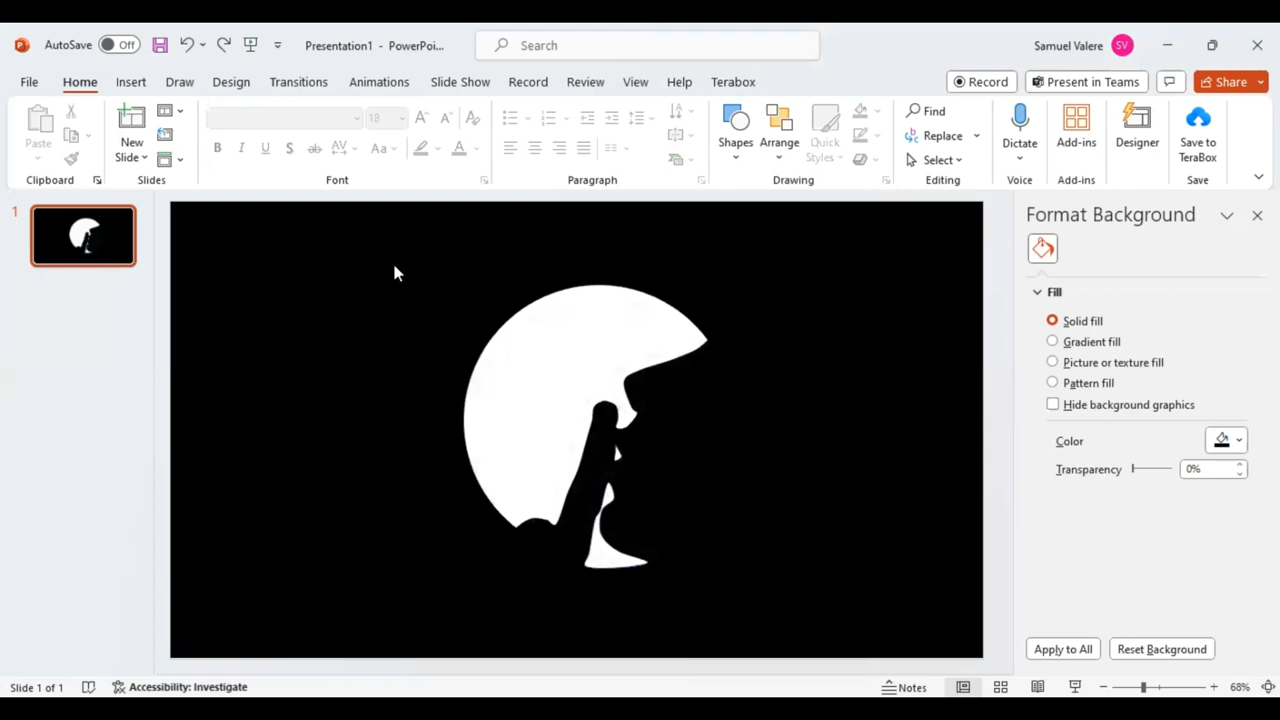 AutoSave Off Presentation1 - PowerPoi... Search Samuel Valere SV
File Home Insert Draw Design Transitions Animations Slide Show Record Review View Help Terabox Record Present in Teams Share
Paste New Slide 18 B I U S ab AV Aa A Shapes Arrange Quick Styles Find Replace Select Dictate Add-ins Designer Save to TeraBox
Clipboard Slides Font Paragraph Drawing Editing Voice Add-ins Save
1
Format Background
Fill
Solid fill
Gradient fill
Picture or texture fill
Pattern fill
Hide background graphics
Color
Transparency 0%
Apply to All Reset Background
Slide 1 of 1 Accessibility: Investigate Notes 68%